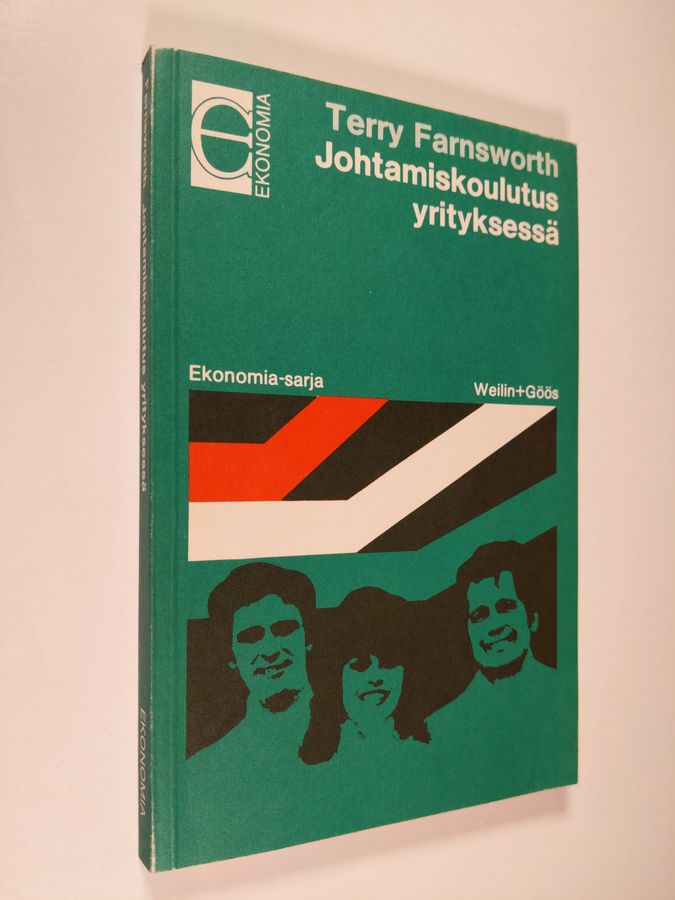 EKONOMIA
Terry Farnsworth
Johtamiskoulutus
yrityksessä
Ekonomia-sarja
Weilin+Göös
FARNSWORTH Johtamiskoulutus yrityksessä
EKONOMIA